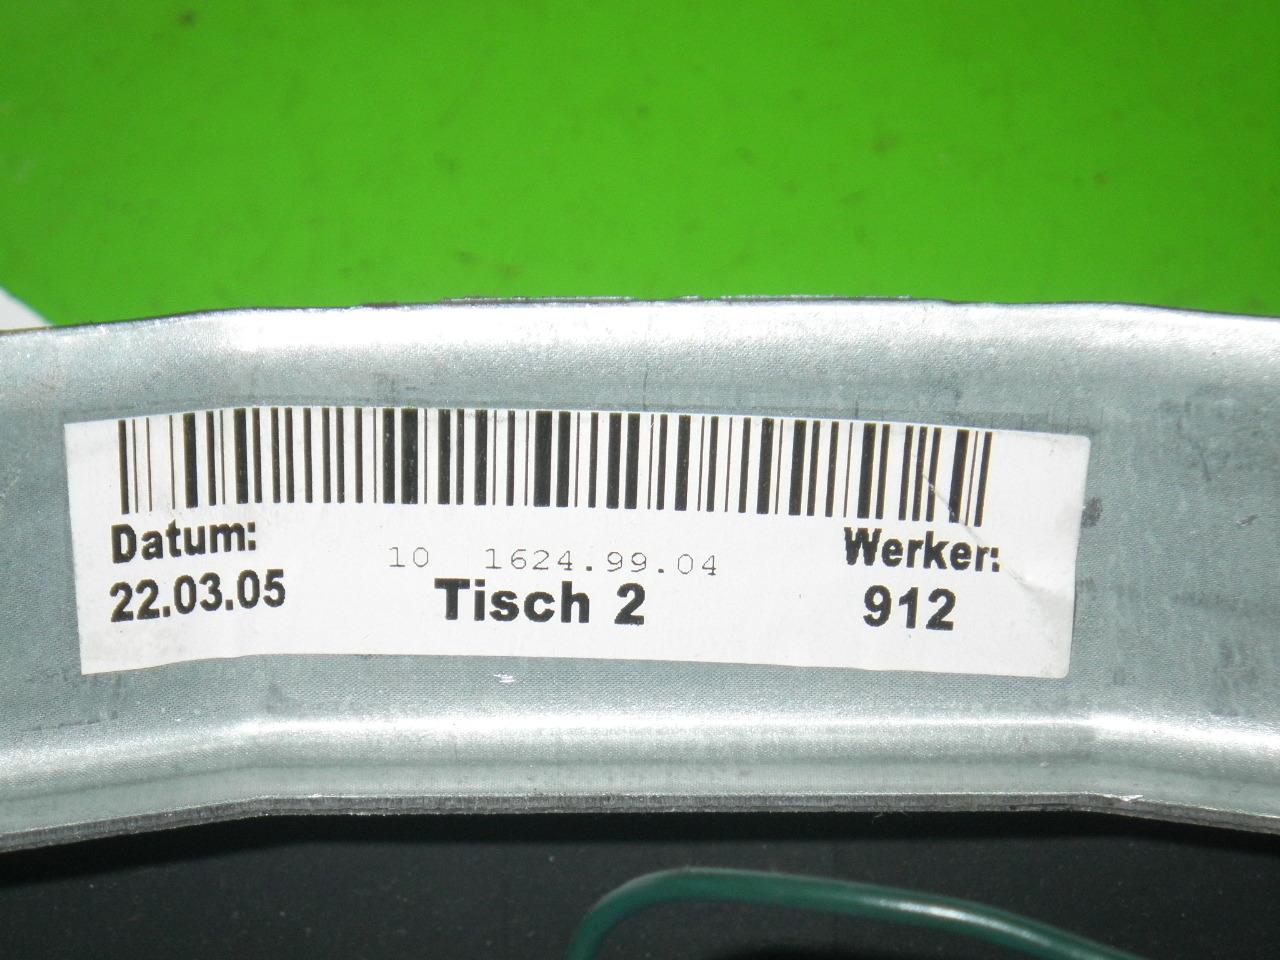 Datum: 10 1624.99.04 Werker:
22.03.05 Tisch 2 912